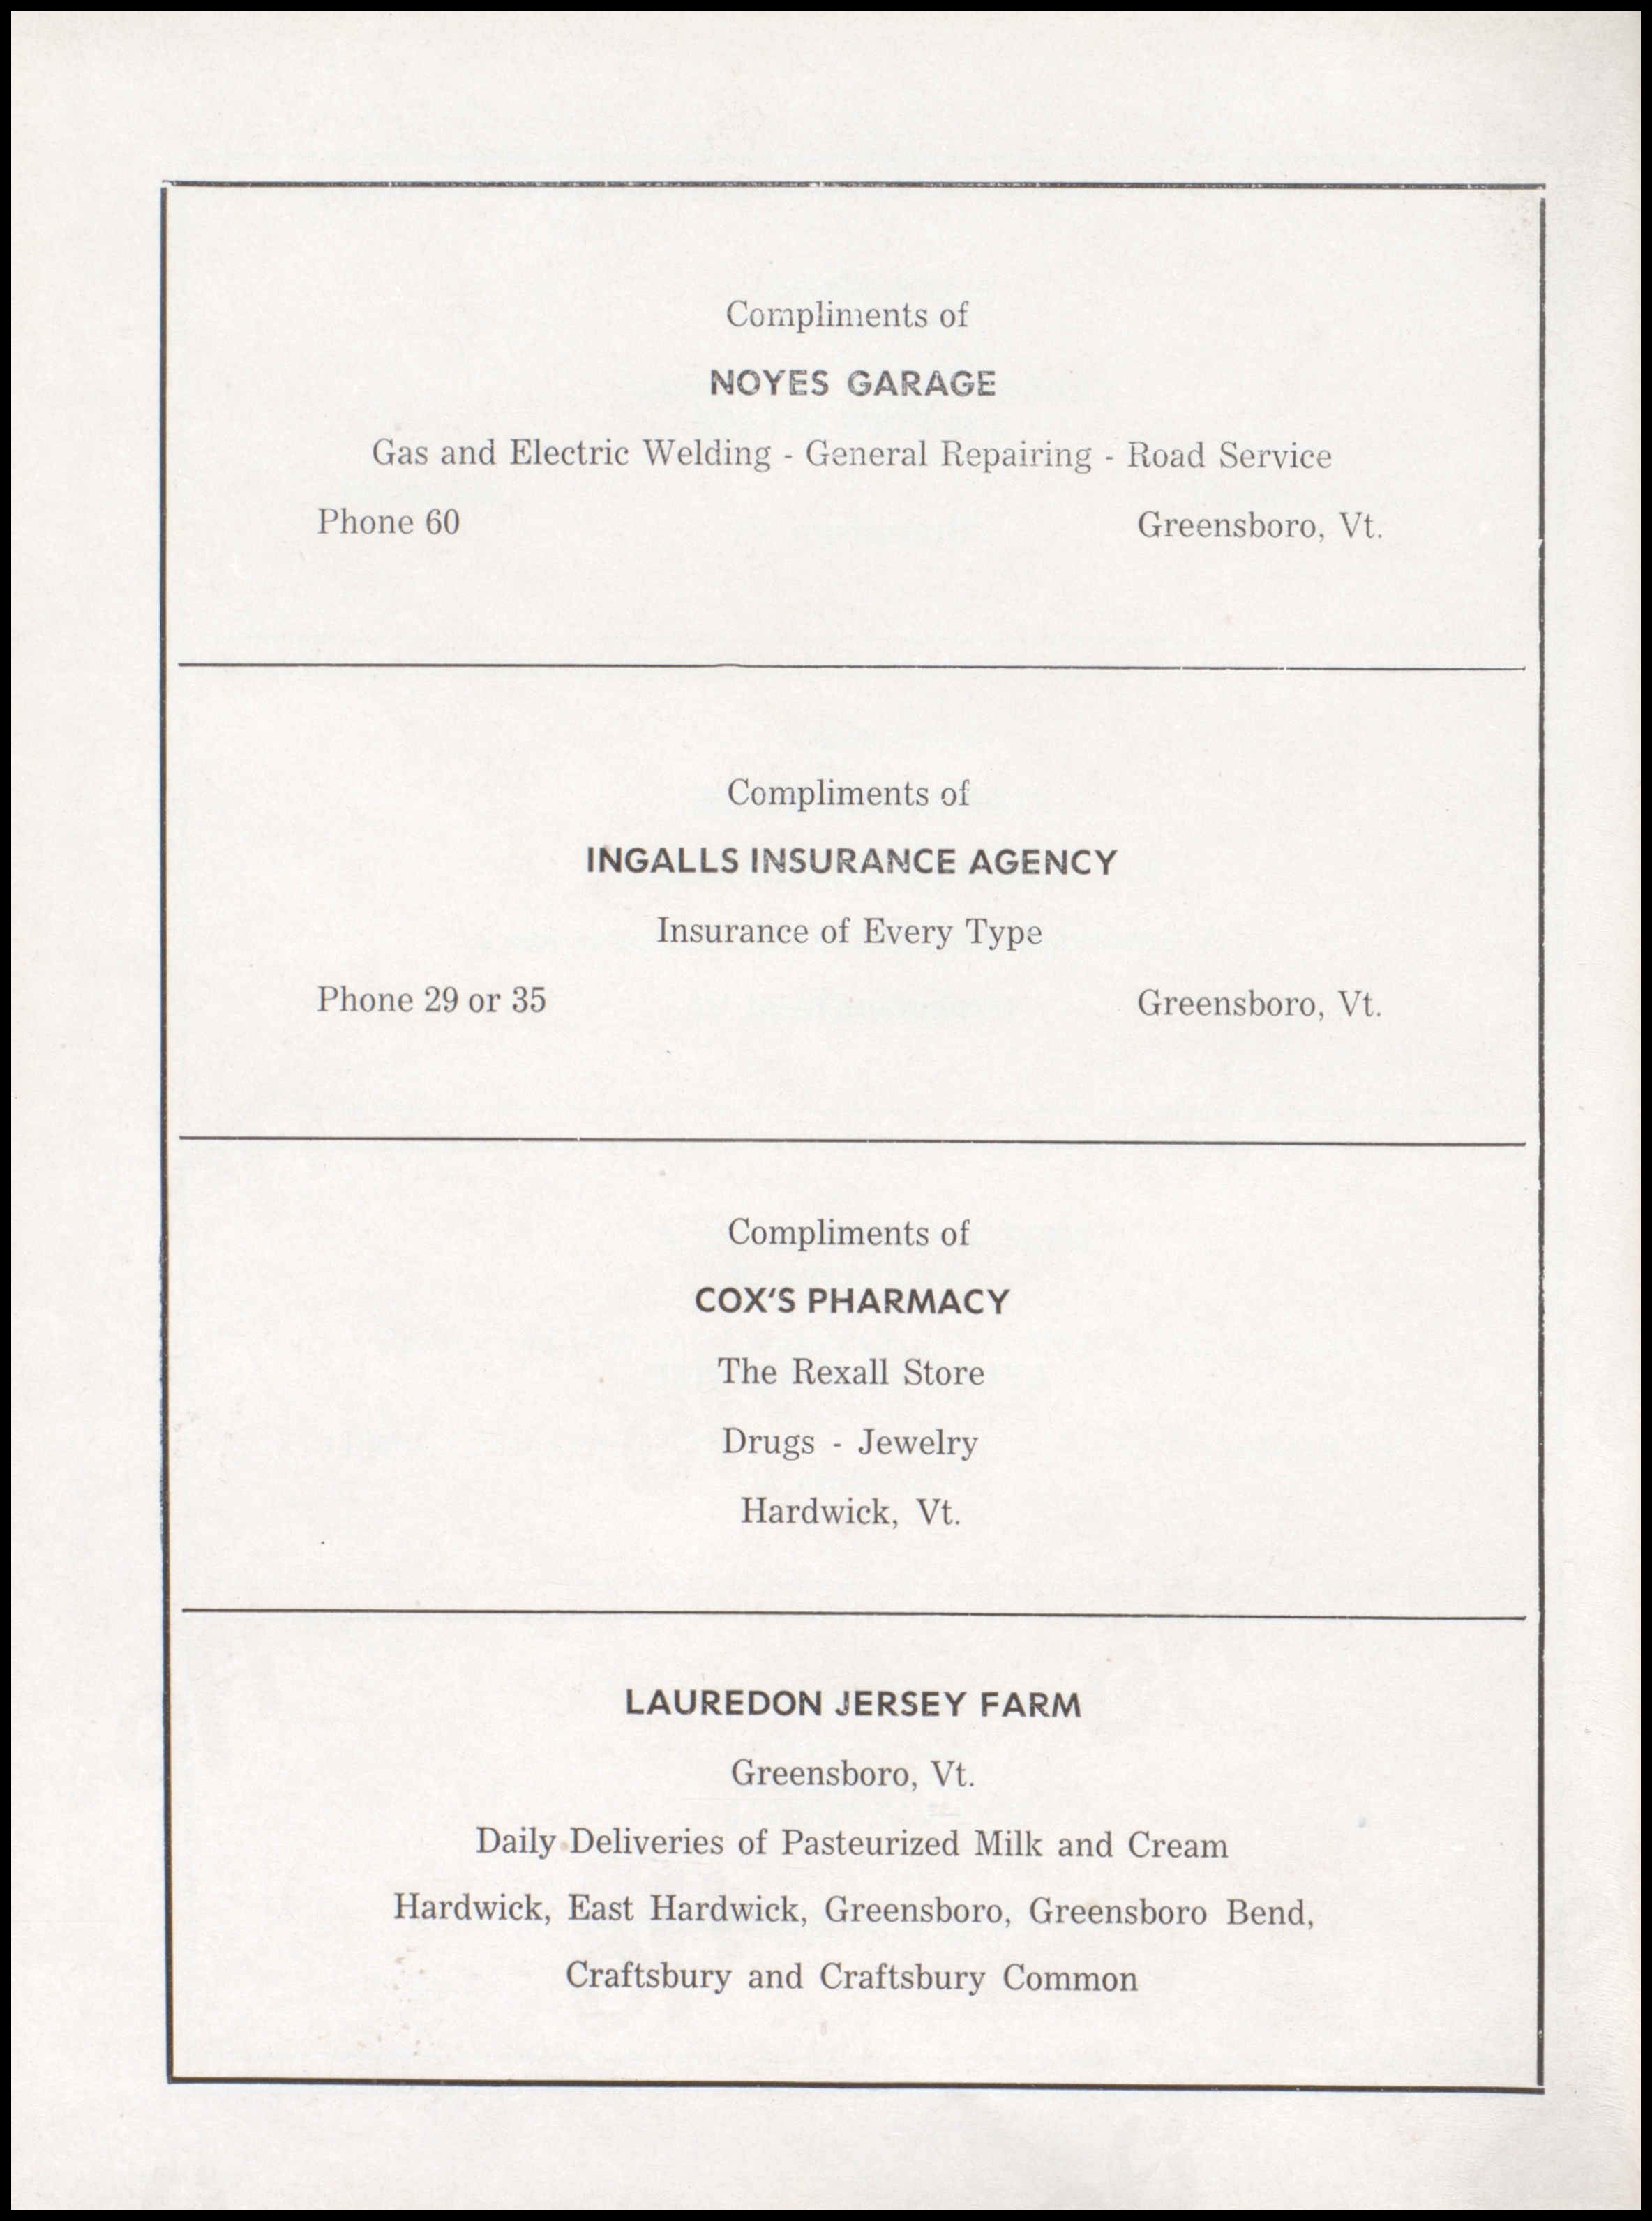 Compliments of
NOYES GARAGE
Gas and Electric Welding - General Repairing - Road Service
Phone 60 Greensboro, Vt.
Compliments of
INGALLS INSURANCE AGENCY
Insurance of Every Type
Phone 29 or 35 Greensboro, Vt.
Compliments of
COX'S PHARMACY
The Rexall Store
Drugs - Jewelry
Hardwick, Vt.
LAUREDON JERSEY FARM
Greensboro, Vt.
Daily Deliveries of Pasteurized Milk and Cream
Hardwick, East Hardwick, Greensboro, Greensboro Bend,
Craftsbury and Craftsbury Common